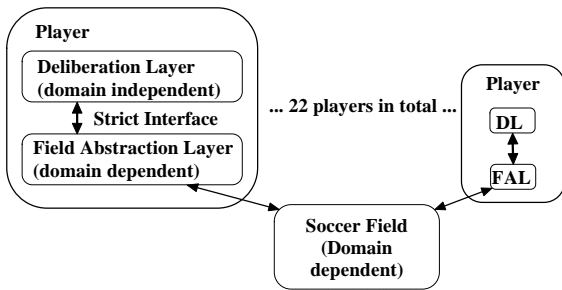 Player
Deliberation Layer
(domain independent)
Strict Interface
Field Abstraction Layer
(domain dependent)
... 22 players in total ...
Player
DL
FAL
Soccer Field
(Domain
dependent)